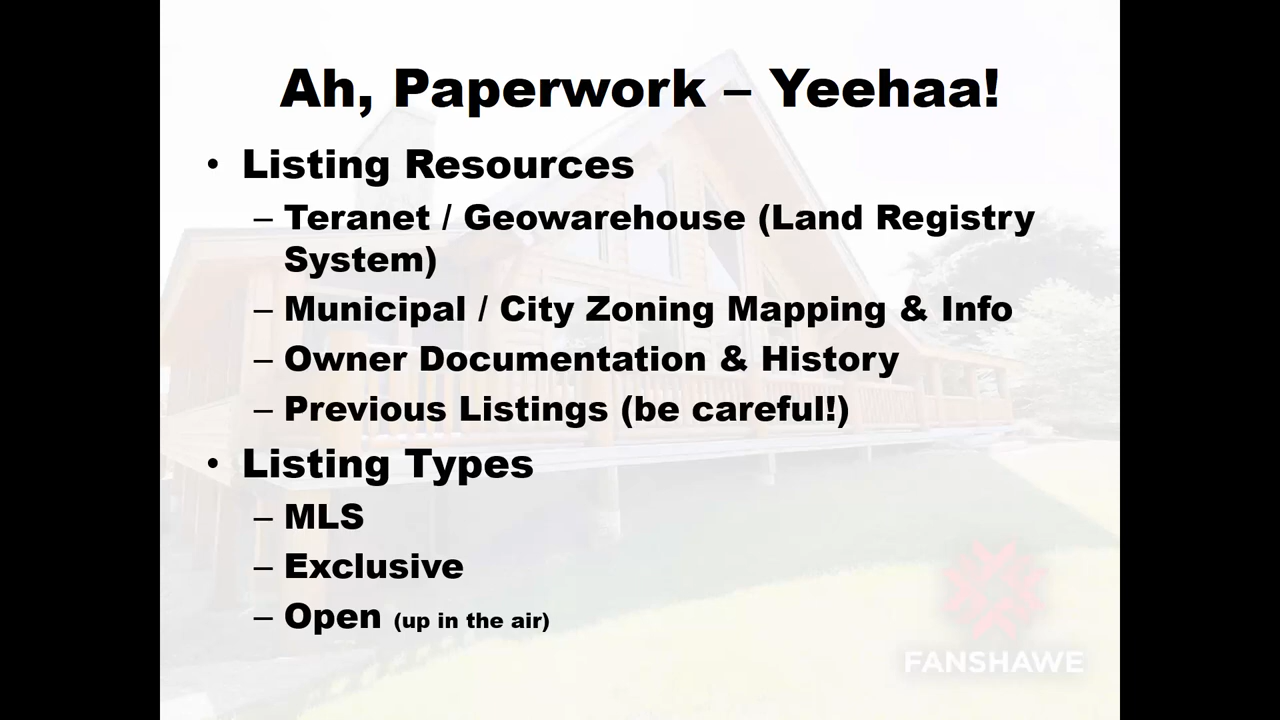 Ah, Paperwork – Yeehaa!
• Listing Resources
– Teranet / Geowarehouse (Land Registry
System)
– Municipal / City Zoning Mapping & Info
– Owner Documentation & History
– Previous Listings (be careful!)
• Listing Types
– MLS
– Exclusive
– Open (up in the air)
FANSHAWE